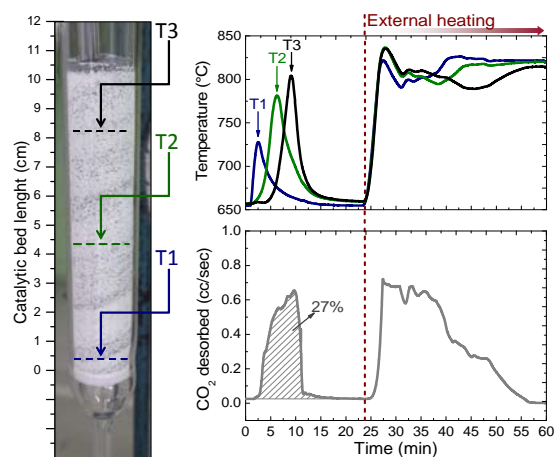 Catalytic bed lenght (cm)
12
11
10
9
8
7
6
5
4
3
2
1
0
T3
T2
T1
External heating
Temperature (°C)
850
800
750
700
650
T1
T2
T3
CO₂ desorbed (cc/sec)
1.0
0.8
0.6
0.4
0.2
0.0
27%
0 5 10 15 20 25 30 35 40 45 50 55 60
Time (min)